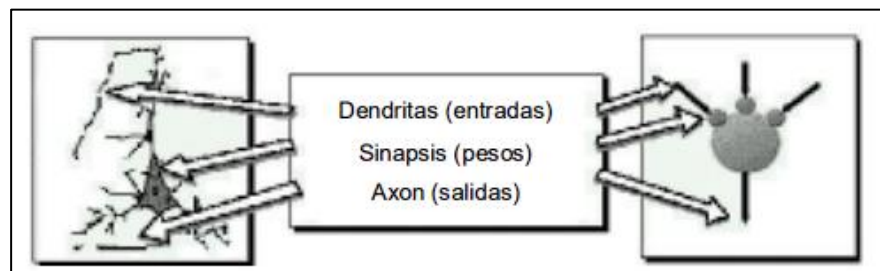 Dendritas (entradas)
Sinapsis (pesos)
Axon (salidas)